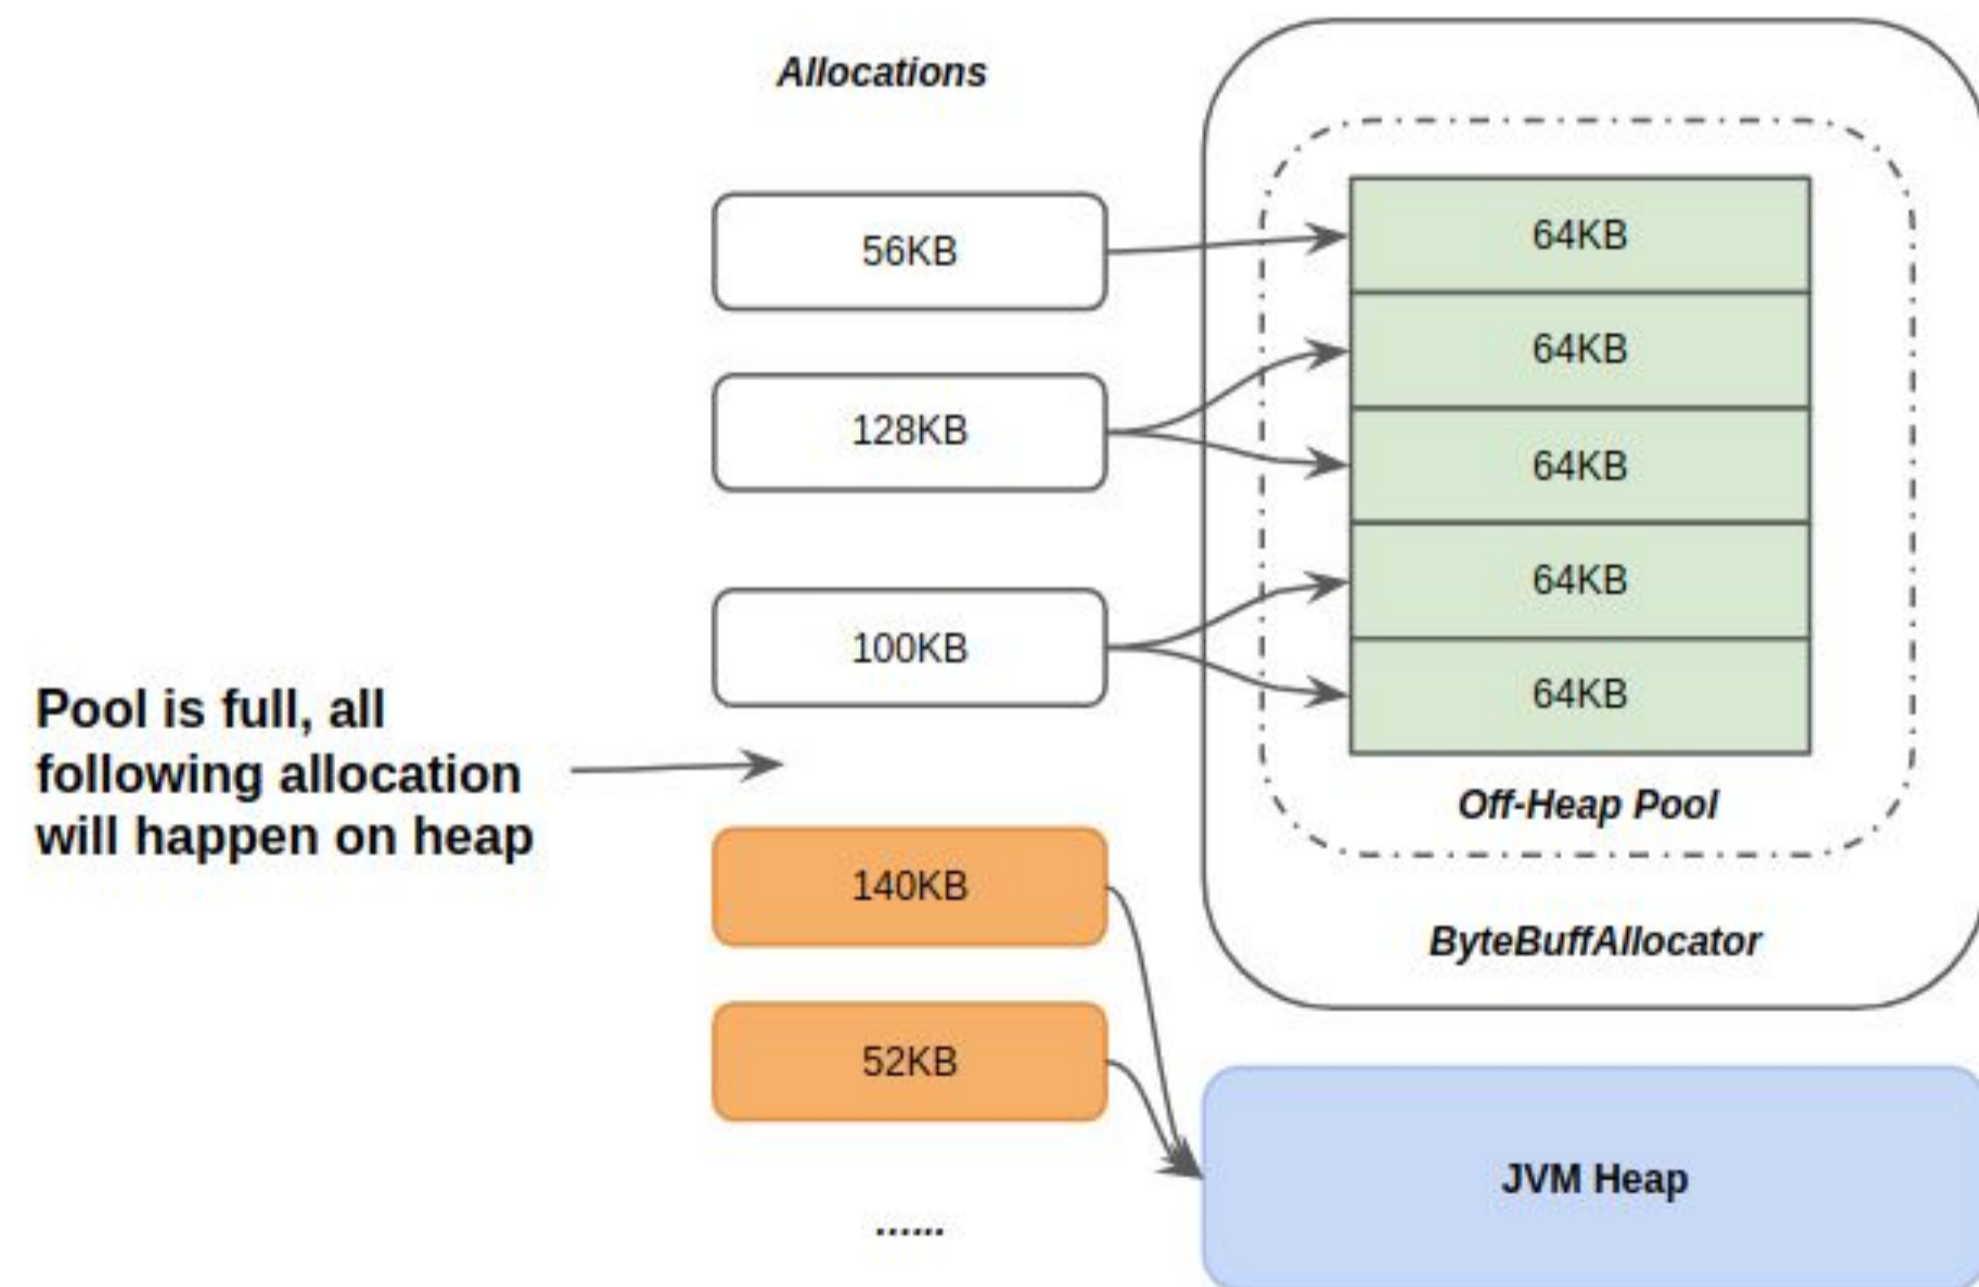 Allocations
56KB
128KB
100KB
Pool is full, all
following allocation
will happen on heap
140KB
52KB
......
64KB
64KB
64KB
64KB
64KB
Off-Heap Pool
ByteBuffAllocator
JVM Heap